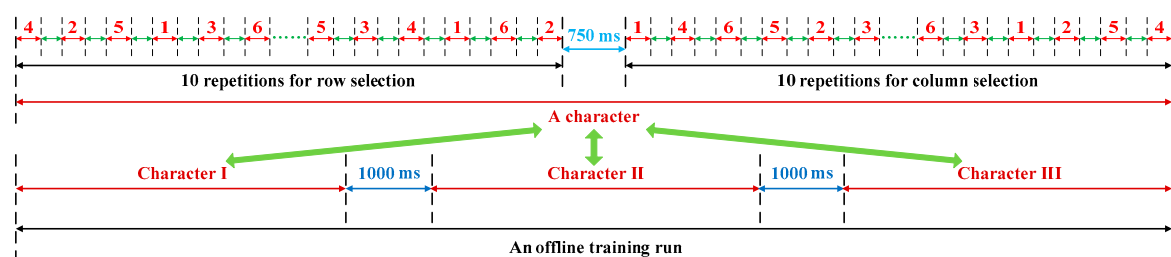 4 2 5 1 3 6 ...... 5 3 4 1 6 2 750 ms 1 4 6 5 2 3 ...... 6 3 1 2 5 4
10 repetitions for row selection 10 repetitions for column selection
A character
Character I 1000 ms Character II 1000 ms Character III
An offline training run